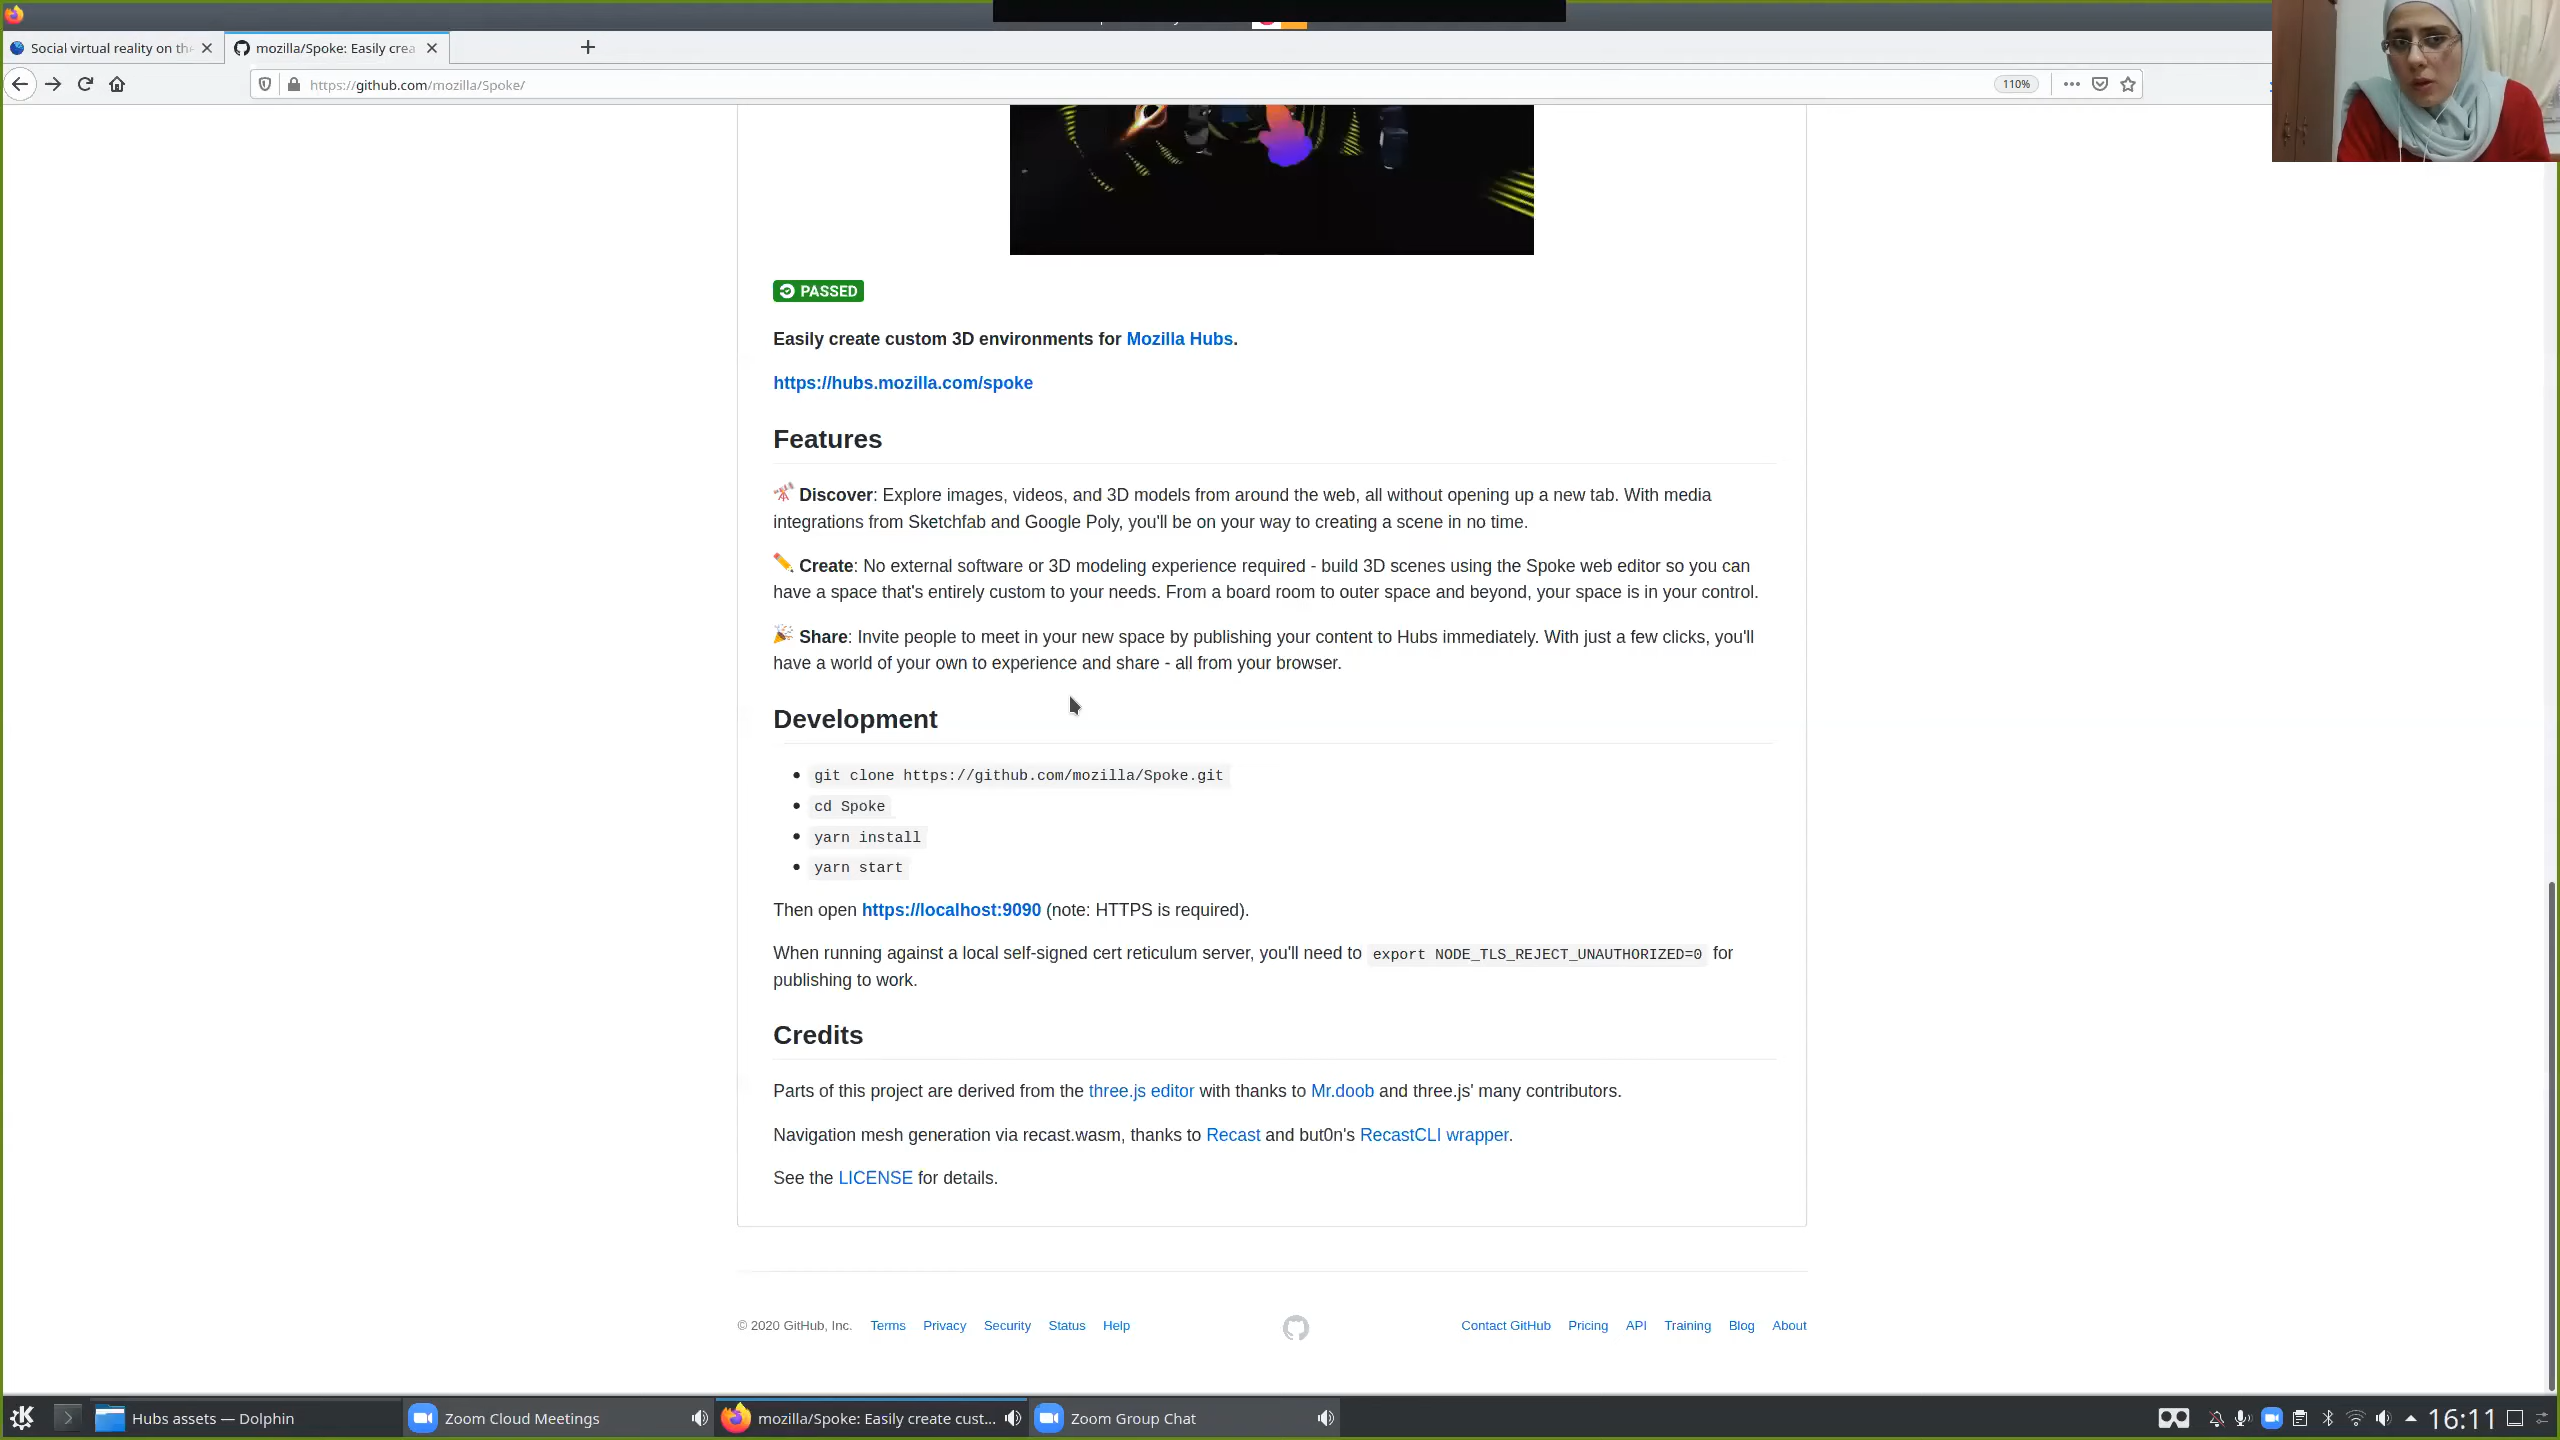 Social virtual reality on the
mozilla/Spoke: Easily crea
https://github.com/mozilla/Spoke/
110%
PASSED
Easily create custom 3D environments for Mozilla Hubs.
https://hubs.mozilla.com/spoke
Features
Discover: Explore images, videos, and 3D models from around the web, all without opening up a new tab. With media
integrations from Sketchfab and Google Poly, you'll be on your way to creating a scene in no time.
Create: No external software or 3D modeling experience required - build 3D scenes using the Spoke web editor so you can
have a space that's entirely custom to your needs. From a board room to outer space and beyond, your space is in your control.
Share: Invite people to meet in your new space by publishing your content to Hubs immediately. With just a few clicks, you'll
have a world of your own to experience and share - all from your browser.
Development
git clone https://github.com/mozilla/Spoke.git
cd Spoke
yarn install
yarn start
Then open https://localhost:9090 (note: HTTPS is required).
When running against a local self-signed cert reticulum server, you'll need to export NODE_TLS_REJECT_UNAUTHORIZED=0 for
publishing to work.
Credits
Parts of this project are derived from the three.js editor with thanks to Mr.doob and three.js' many contributors.
Navigation mesh generation via recast.wasm, thanks to Recast and but0n's RecastCLI wrapper.
See the LICENSE for details.
© 2020 GitHub, Inc. Terms Privacy Security Status Help Contact GitHub Pricing API Training Blog About
Hubs assets — Dolphin Zoom Cloud Meetings mozilla/Spoke: Easily create cust... Zoom Group Chat 16:11